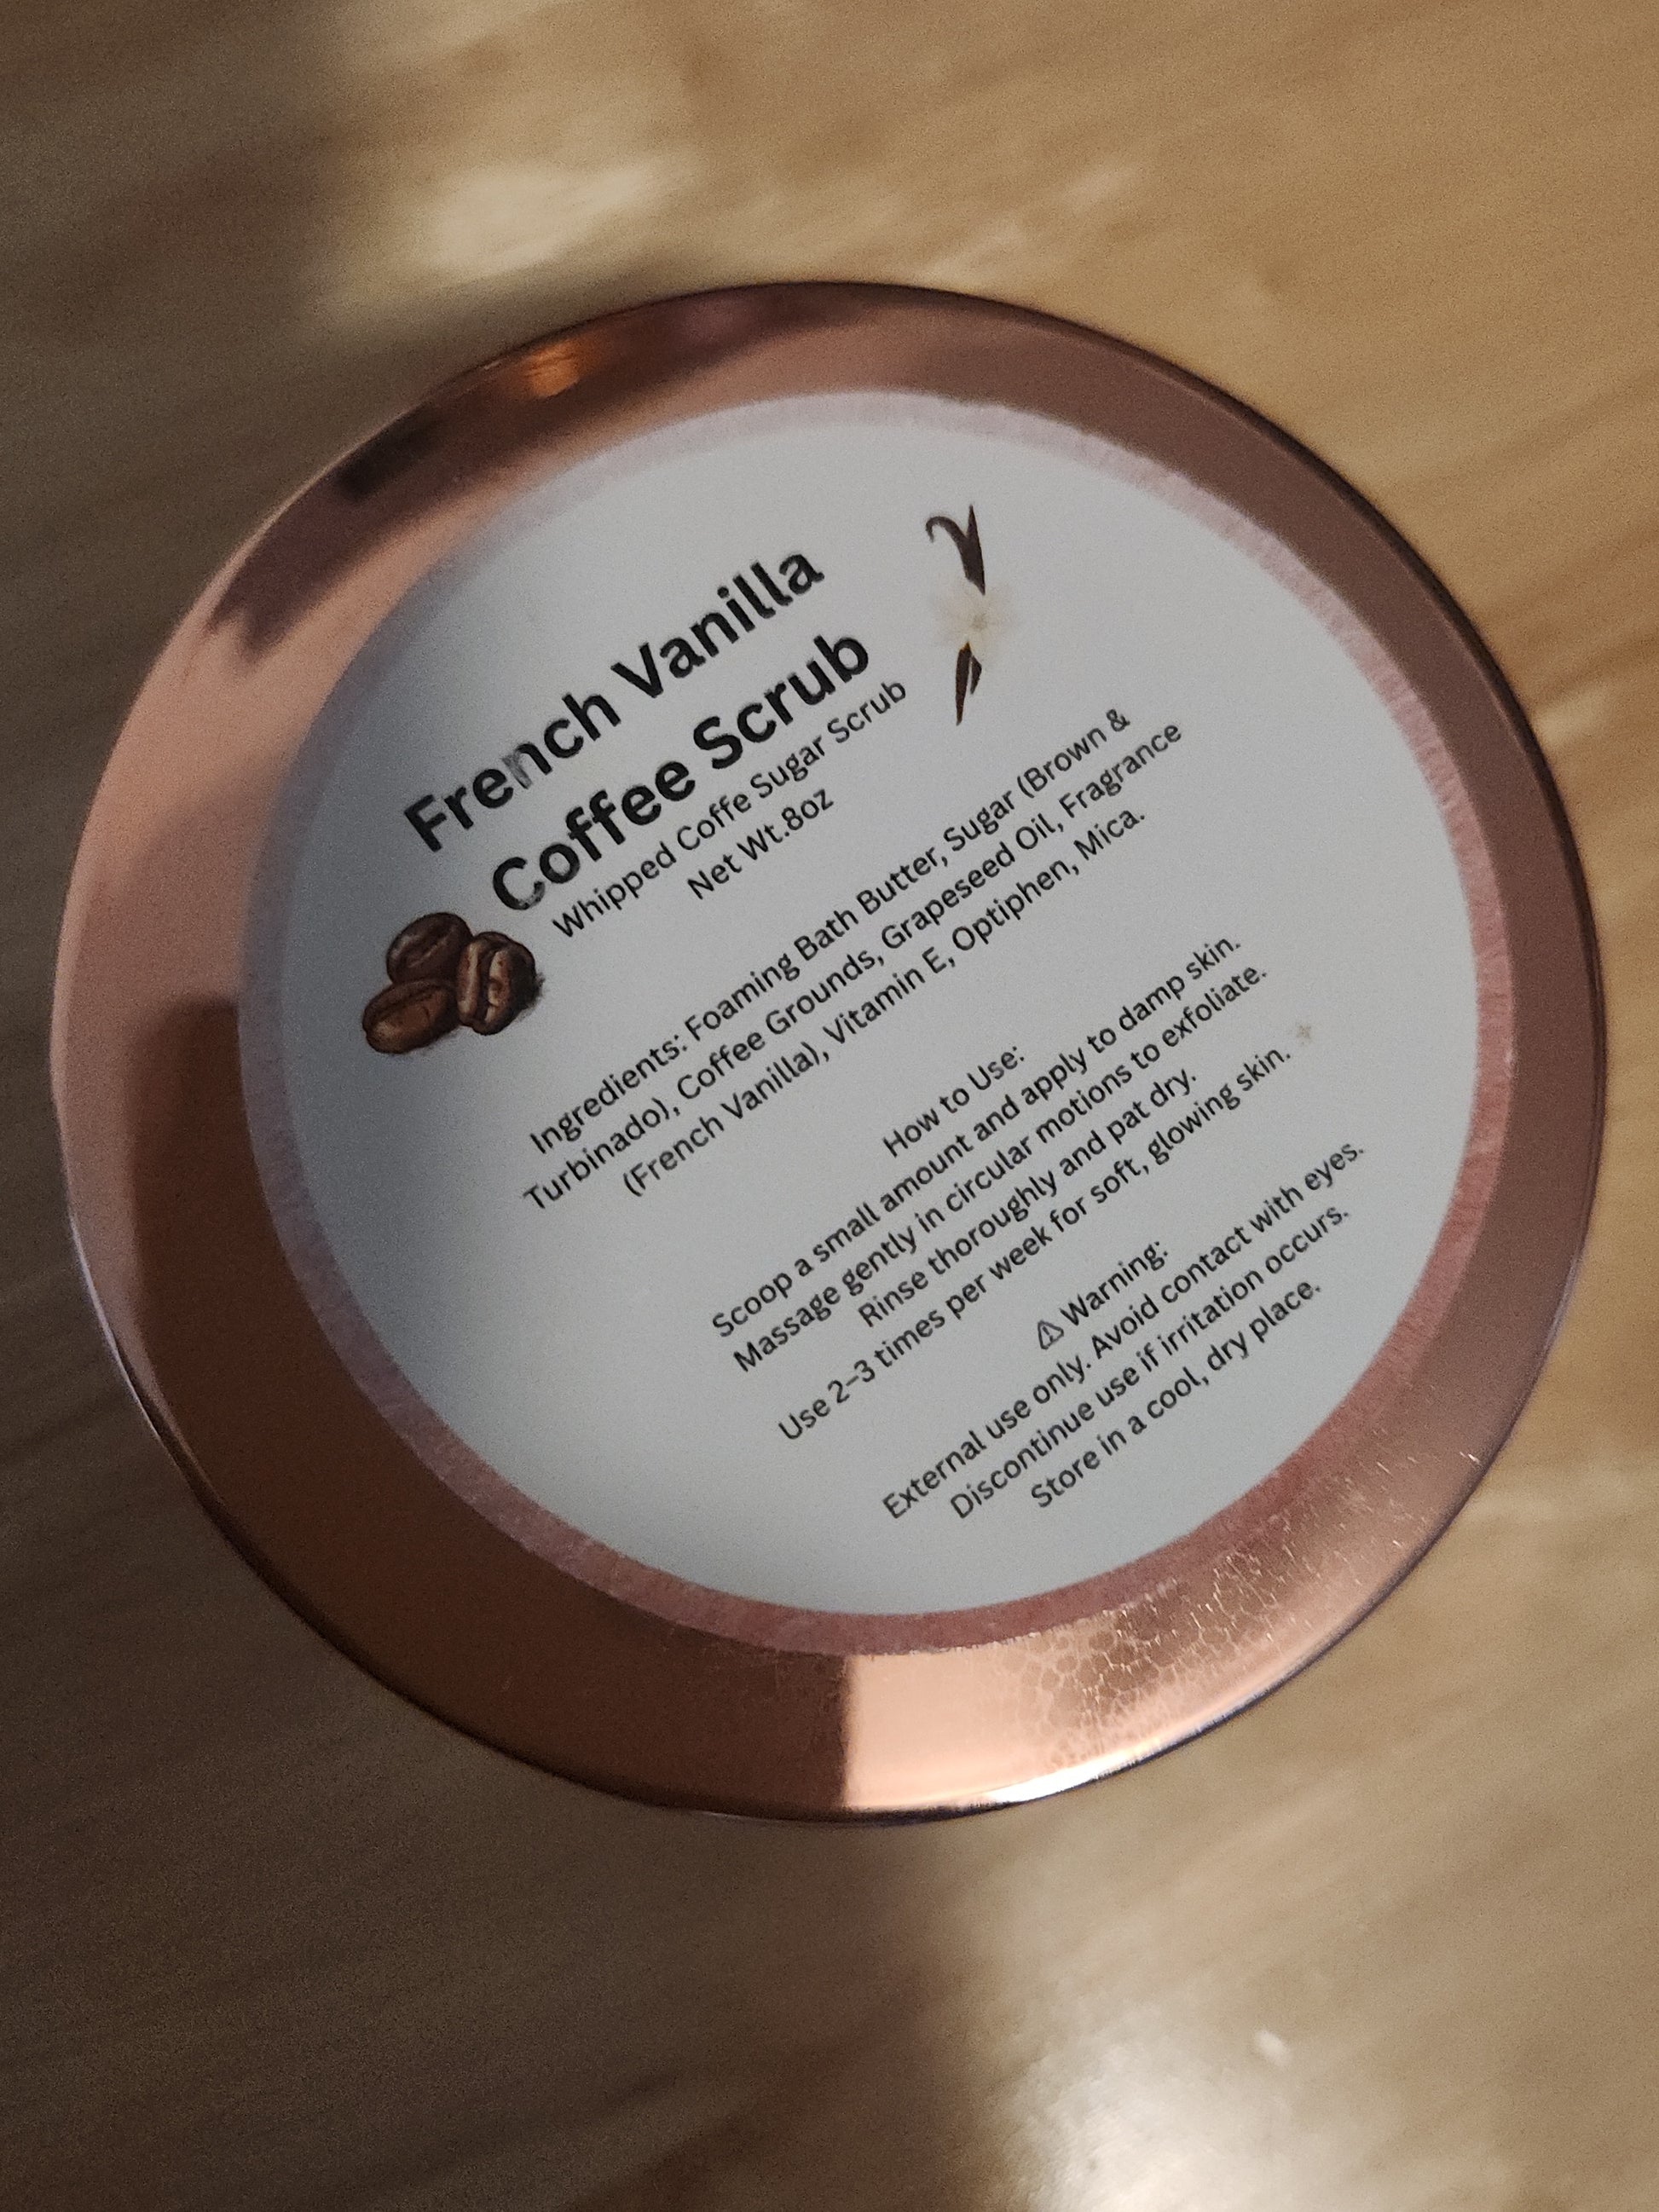 French Vanilla
Coffee Scrub
Whipped Coffe Sugar Scrub
Net Wt.8oz
Ingredients: Foaming Bath Butter, Sugar (Brown &
Turbinado), Coffee Grounds, Grapeseed Oil, Fragrance
(French Vanilla), Vitamin E, Optiphen, Mica.
How to Use:
Scoop a small amount and apply to damp skin.
Massage gently in circular motions to exfoliate.
Rinse thoroughly and pat dry.
Use 2–3 times per week for soft, glowing skin.
⚠ Warning:
External use only. Avoid contact with eyes.
Discontinue use if irritation occurs.
Store in a cool, dry place.